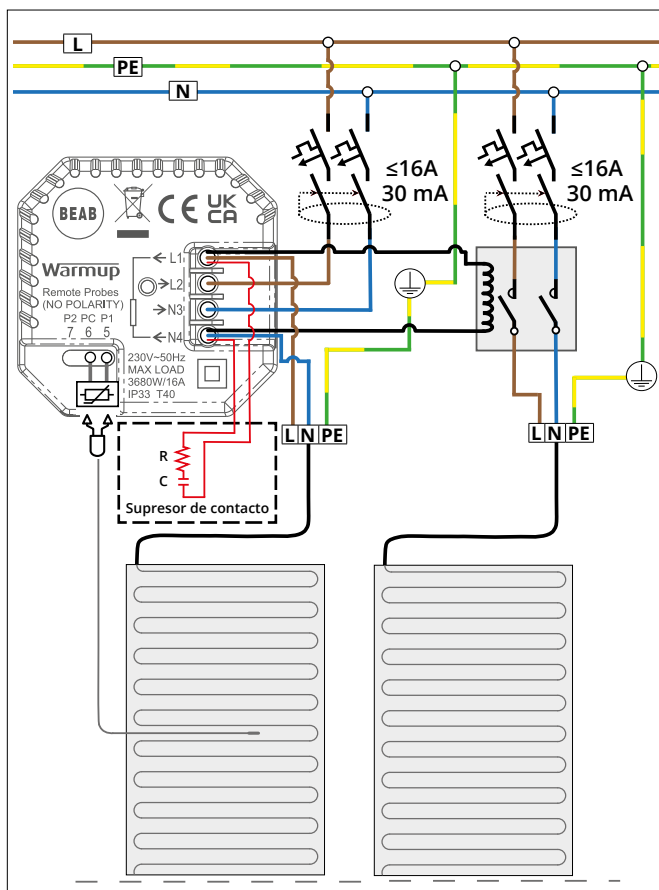 L
PE
N
≤16A
30 mA
≤16A
30 mA
BEAB
CE
UK
CA
Warmup
Remote Probes
(NO POLARITY)
P2 PC P1
7 6 5
L1
L2
N3
N4
230V~50Hz
MAX LOAD
3680W/16A
IP33 T40
L N PE
L N PE
R
C
Supresor de contacto